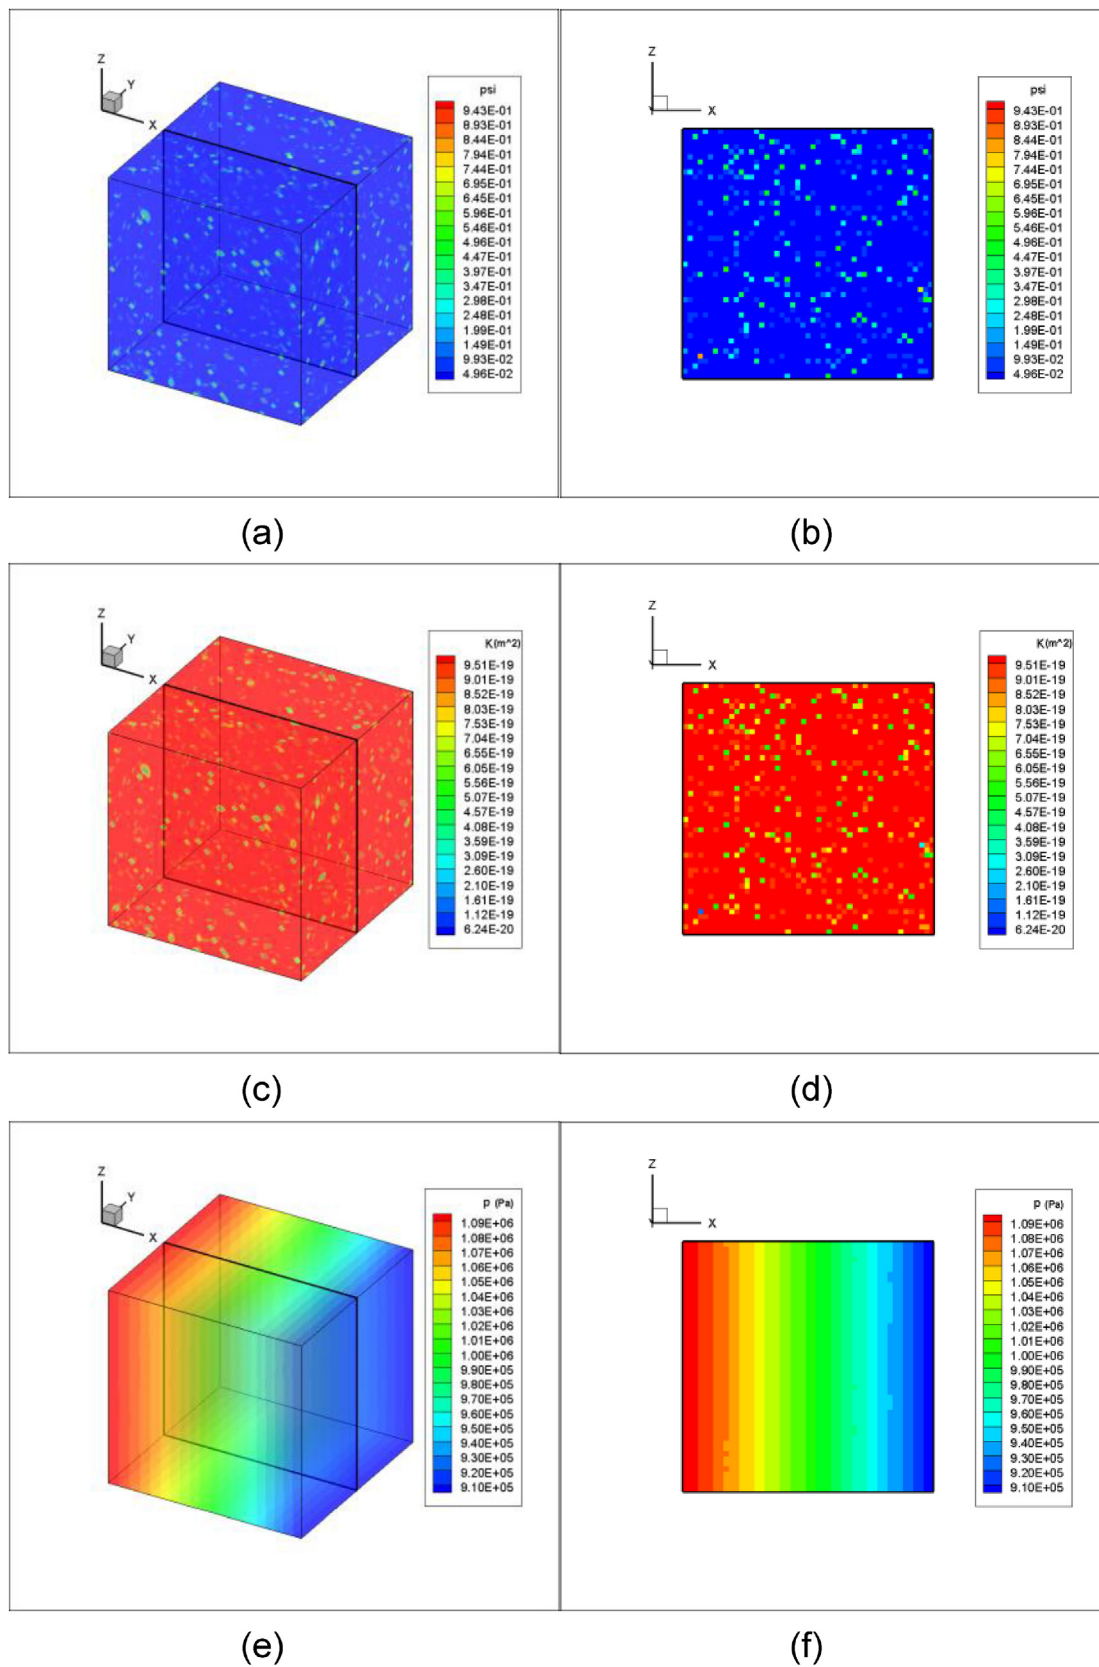 Z
Y
X
psi
9.43E-01
8.93E-01
8.44E-01
7.94E-01
7.44E-01
6.95E-01
6.45E-01
5.96E-01
5.46E-01
4.96E-01
4.47E-01
3.97E-01
3.47E-01
2.98E-01
2.48E-01
1.99E-01
1.49E-01
9.93E-02
4.96E-02
(a)
Z
X
psi
9.43E-01
8.93E-01
8.44E-01
7.94E-01
7.44E-01
6.95E-01
6.45E-01
5.96E-01
5.46E-01
4.96E-01
4.47E-01
3.97E-01
3.47E-01
2.98E-01
2.48E-01
1.99E-01
1.49E-01
9.93E-02
4.96E-02
(b)
Z
Y
X
K(m^2)
9.51E-19
9.01E-19
8.52E-19
8.03E-19
7.53E-19
7.04E-19
6.55E-19
6.05E-19
5.56E-19
5.07E-19
4.57E-19
4.08E-19
3.59E-19
3.09E-19
2.60E-19
2.10E-19
1.61E-19
1.12E-19
6.24E-20
(c)
Z
X
K(m^2)
9.51E-19
9.01E-19
8.52E-19
8.03E-19
7.53E-19
7.04E-19
6.55E-19
6.05E-19
5.56E-19
5.07E-19
4.57E-19
4.08E-19
3.59E-19
3.09E-19
2.60E-19
2.10E-19
1.61E-19
1.12E-19
6.24E-20
(d)
Z
Y
X
p (Pa)
1.09E+06
1.08E+06
1.07E+06
1.06E+06
1.05E+06
1.04E+06
1.03E+06
1.02E+06
1.01E+06
1.00E+06
9.90E+05
9.80E+05
9.70E+05
9.60E+05
9.50E+05
9.40E+05
9.30E+05
9.20E+05
9.10E+05
(e)
Z
X
p (Pa)
1.09E+06
1.08E+06
1.07E+06
1.06E+06
1.05E+06
1.04E+06
1.03E+06
1.02E+06
1.01E+06
1.00E+06
9.90E+05
9.80E+05
9.70E+05
9.60E+05
9.50E+05
9.40E+05
9.30E+05
9.20E+05
9.10E+05
(f)